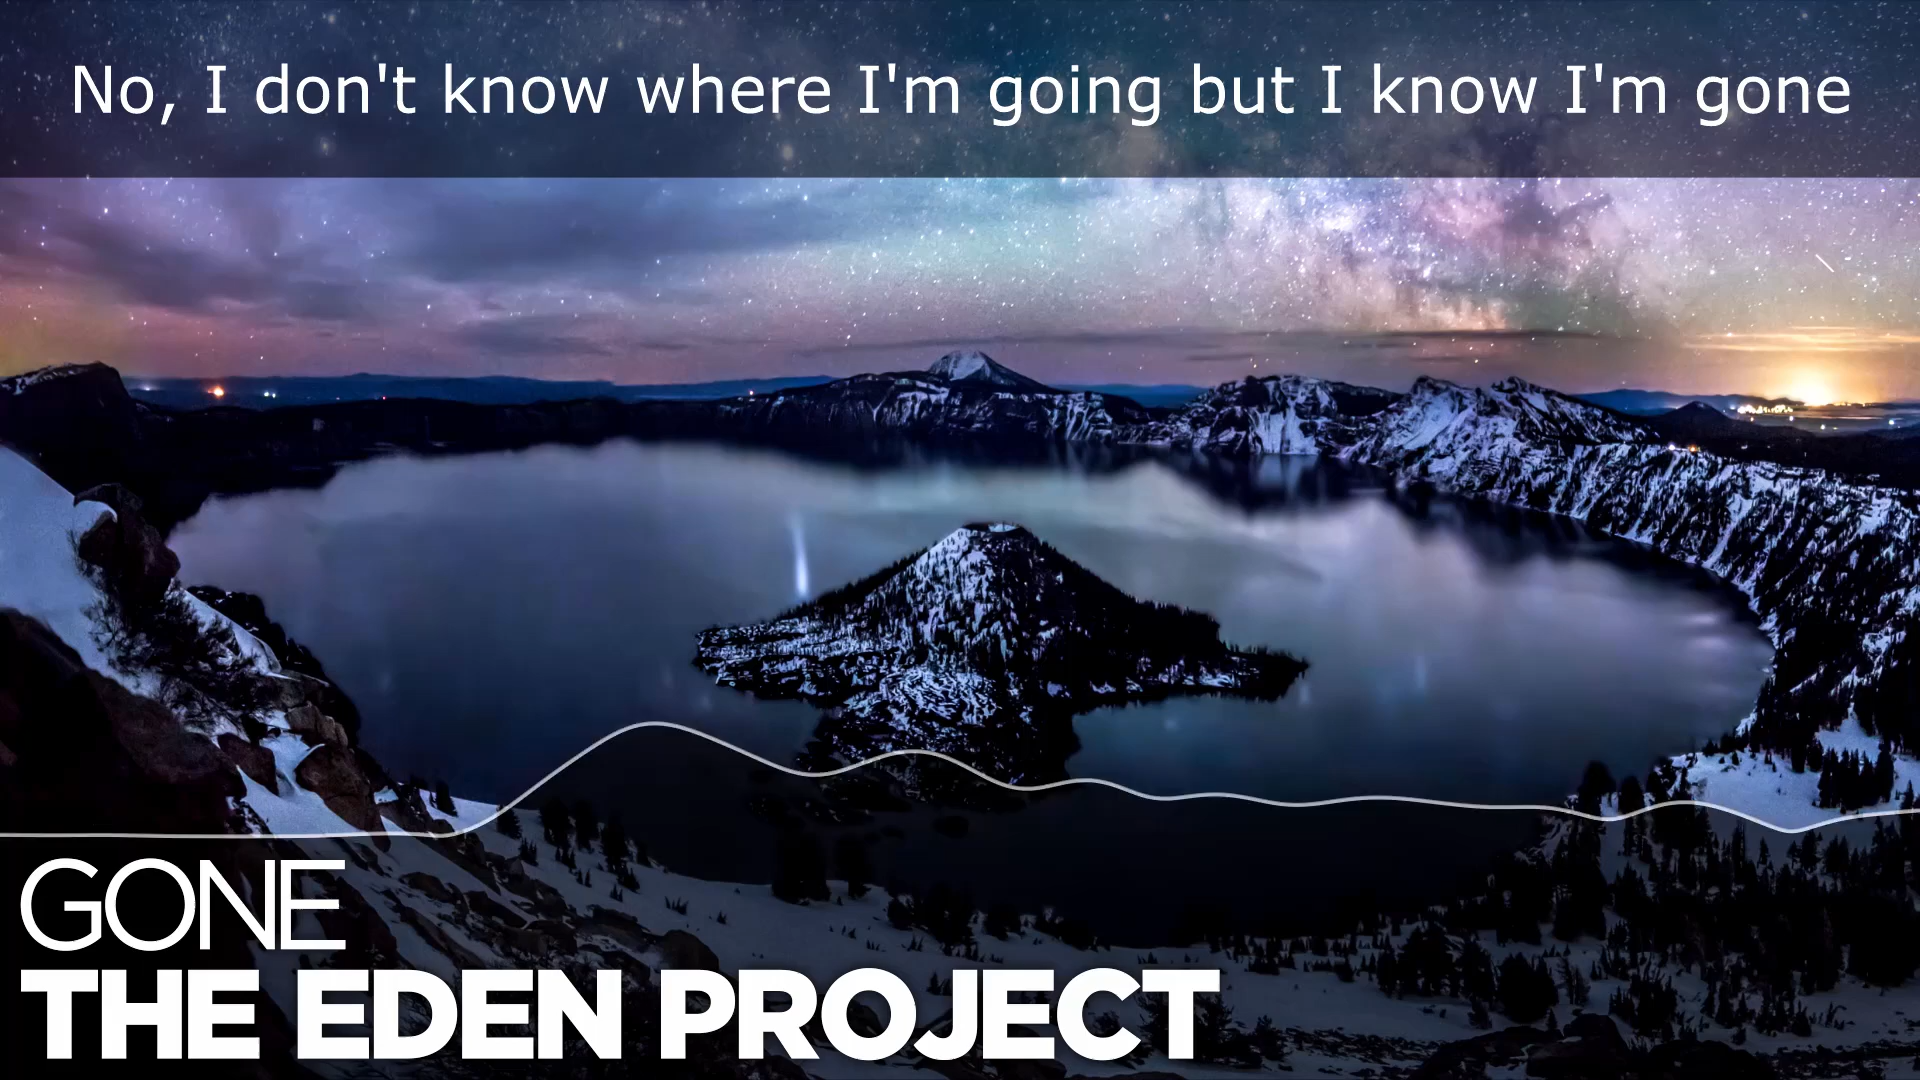 No, I don't know where I'm going but I know I'm gone
GONE
THE EDEN PROJECT